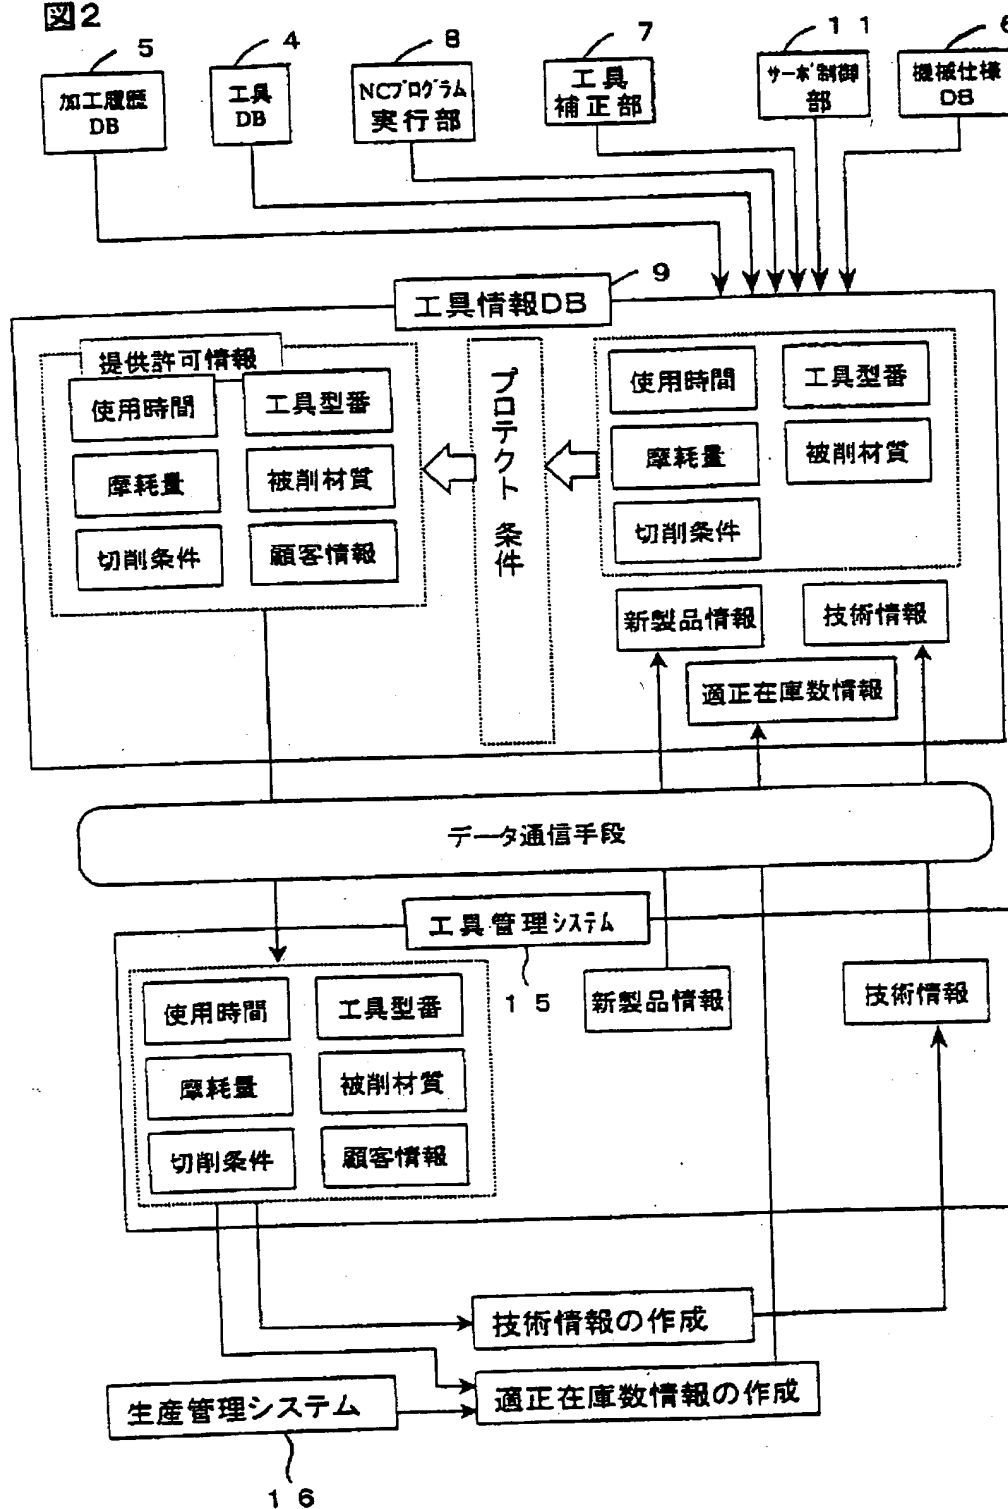 図2
5
4
8
7
11
6
加工履歴
DB
工具
DB
NCプログラム
実行部
工具
補正部
サーボ制御
部
機械仕様
DB
9
工具情報DB
提供許可情報
使用時間
工具型番
摩耗量
被削材質
切削条件
顧客情報
プロテクト条件
使用時間
工具型番
摩耗量
被削材質
切削条件
新製品情報
技術情報
適正在庫数情報
データ通信手段
工具管理システム
15
使用時間
工具型番
摩耗量
被削材質
切削条件
顧客情報
新製品情報
技術情報
技術情報の作成
適正在庫数情報の作成
生産管理システム
16